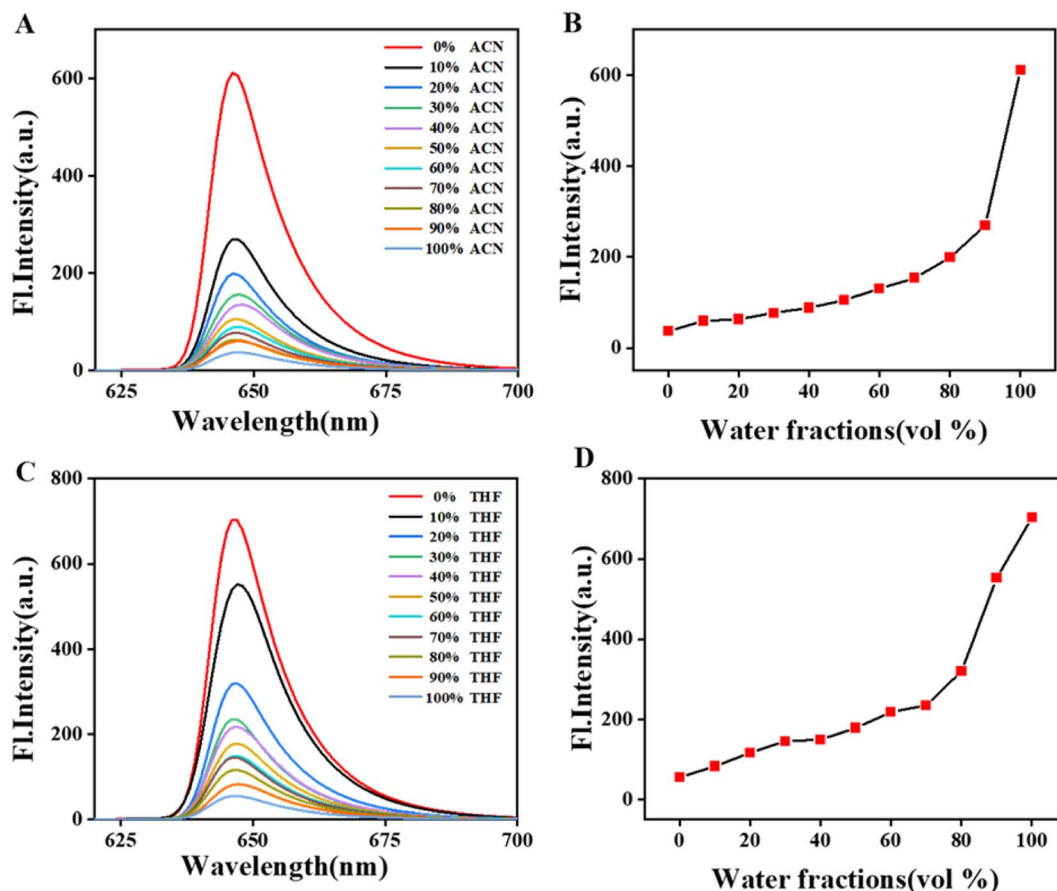 A
Fl.Intensity(a.u.)
600
400
200
0
625
650
675
700
Wavelength(nm)
0% ACN
10% ACN
20% ACN
30% ACN
40% ACN
50% ACN
60% ACN
70% ACN
80% ACN
90% ACN
100% ACN
B
Fl.Intensity(a.u.)
600
400
200
0
0
20
40
60
80
100
Water fractions(vol %)
C
Fl.Intensity(a.u.)
800
600
400
200
0
625
650
675
700
Wavelength(nm)
0% THF
10% THF
20% THF
30% THF
40% THF
50% THF
60% THF
70% THF
80% THF
90% THF
100% THF
D
Fl.Intensity(a.u.)
800
600
400
200
0
0
20
40
60
80
100
Water fractions(vol %)